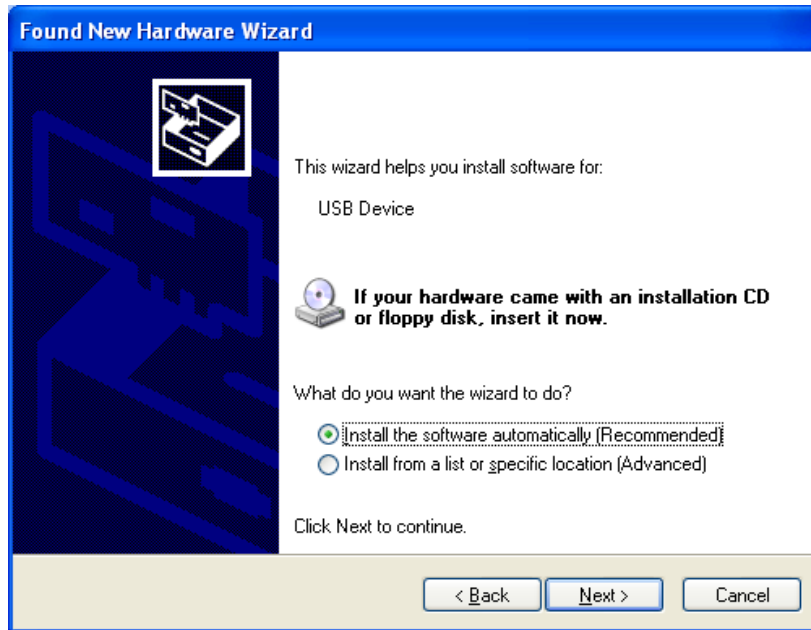 Found New Hardware Wizard
This wizard helps you install software for:
USB Device
If your hardware came with an installation CD
or floppy disk, insert it now.
What do you want the wizard to do?
Install the software automatically (Recommended)
Install from a list or specific location (Advanced)
Click Next to continue.
< Back Next > Cancel